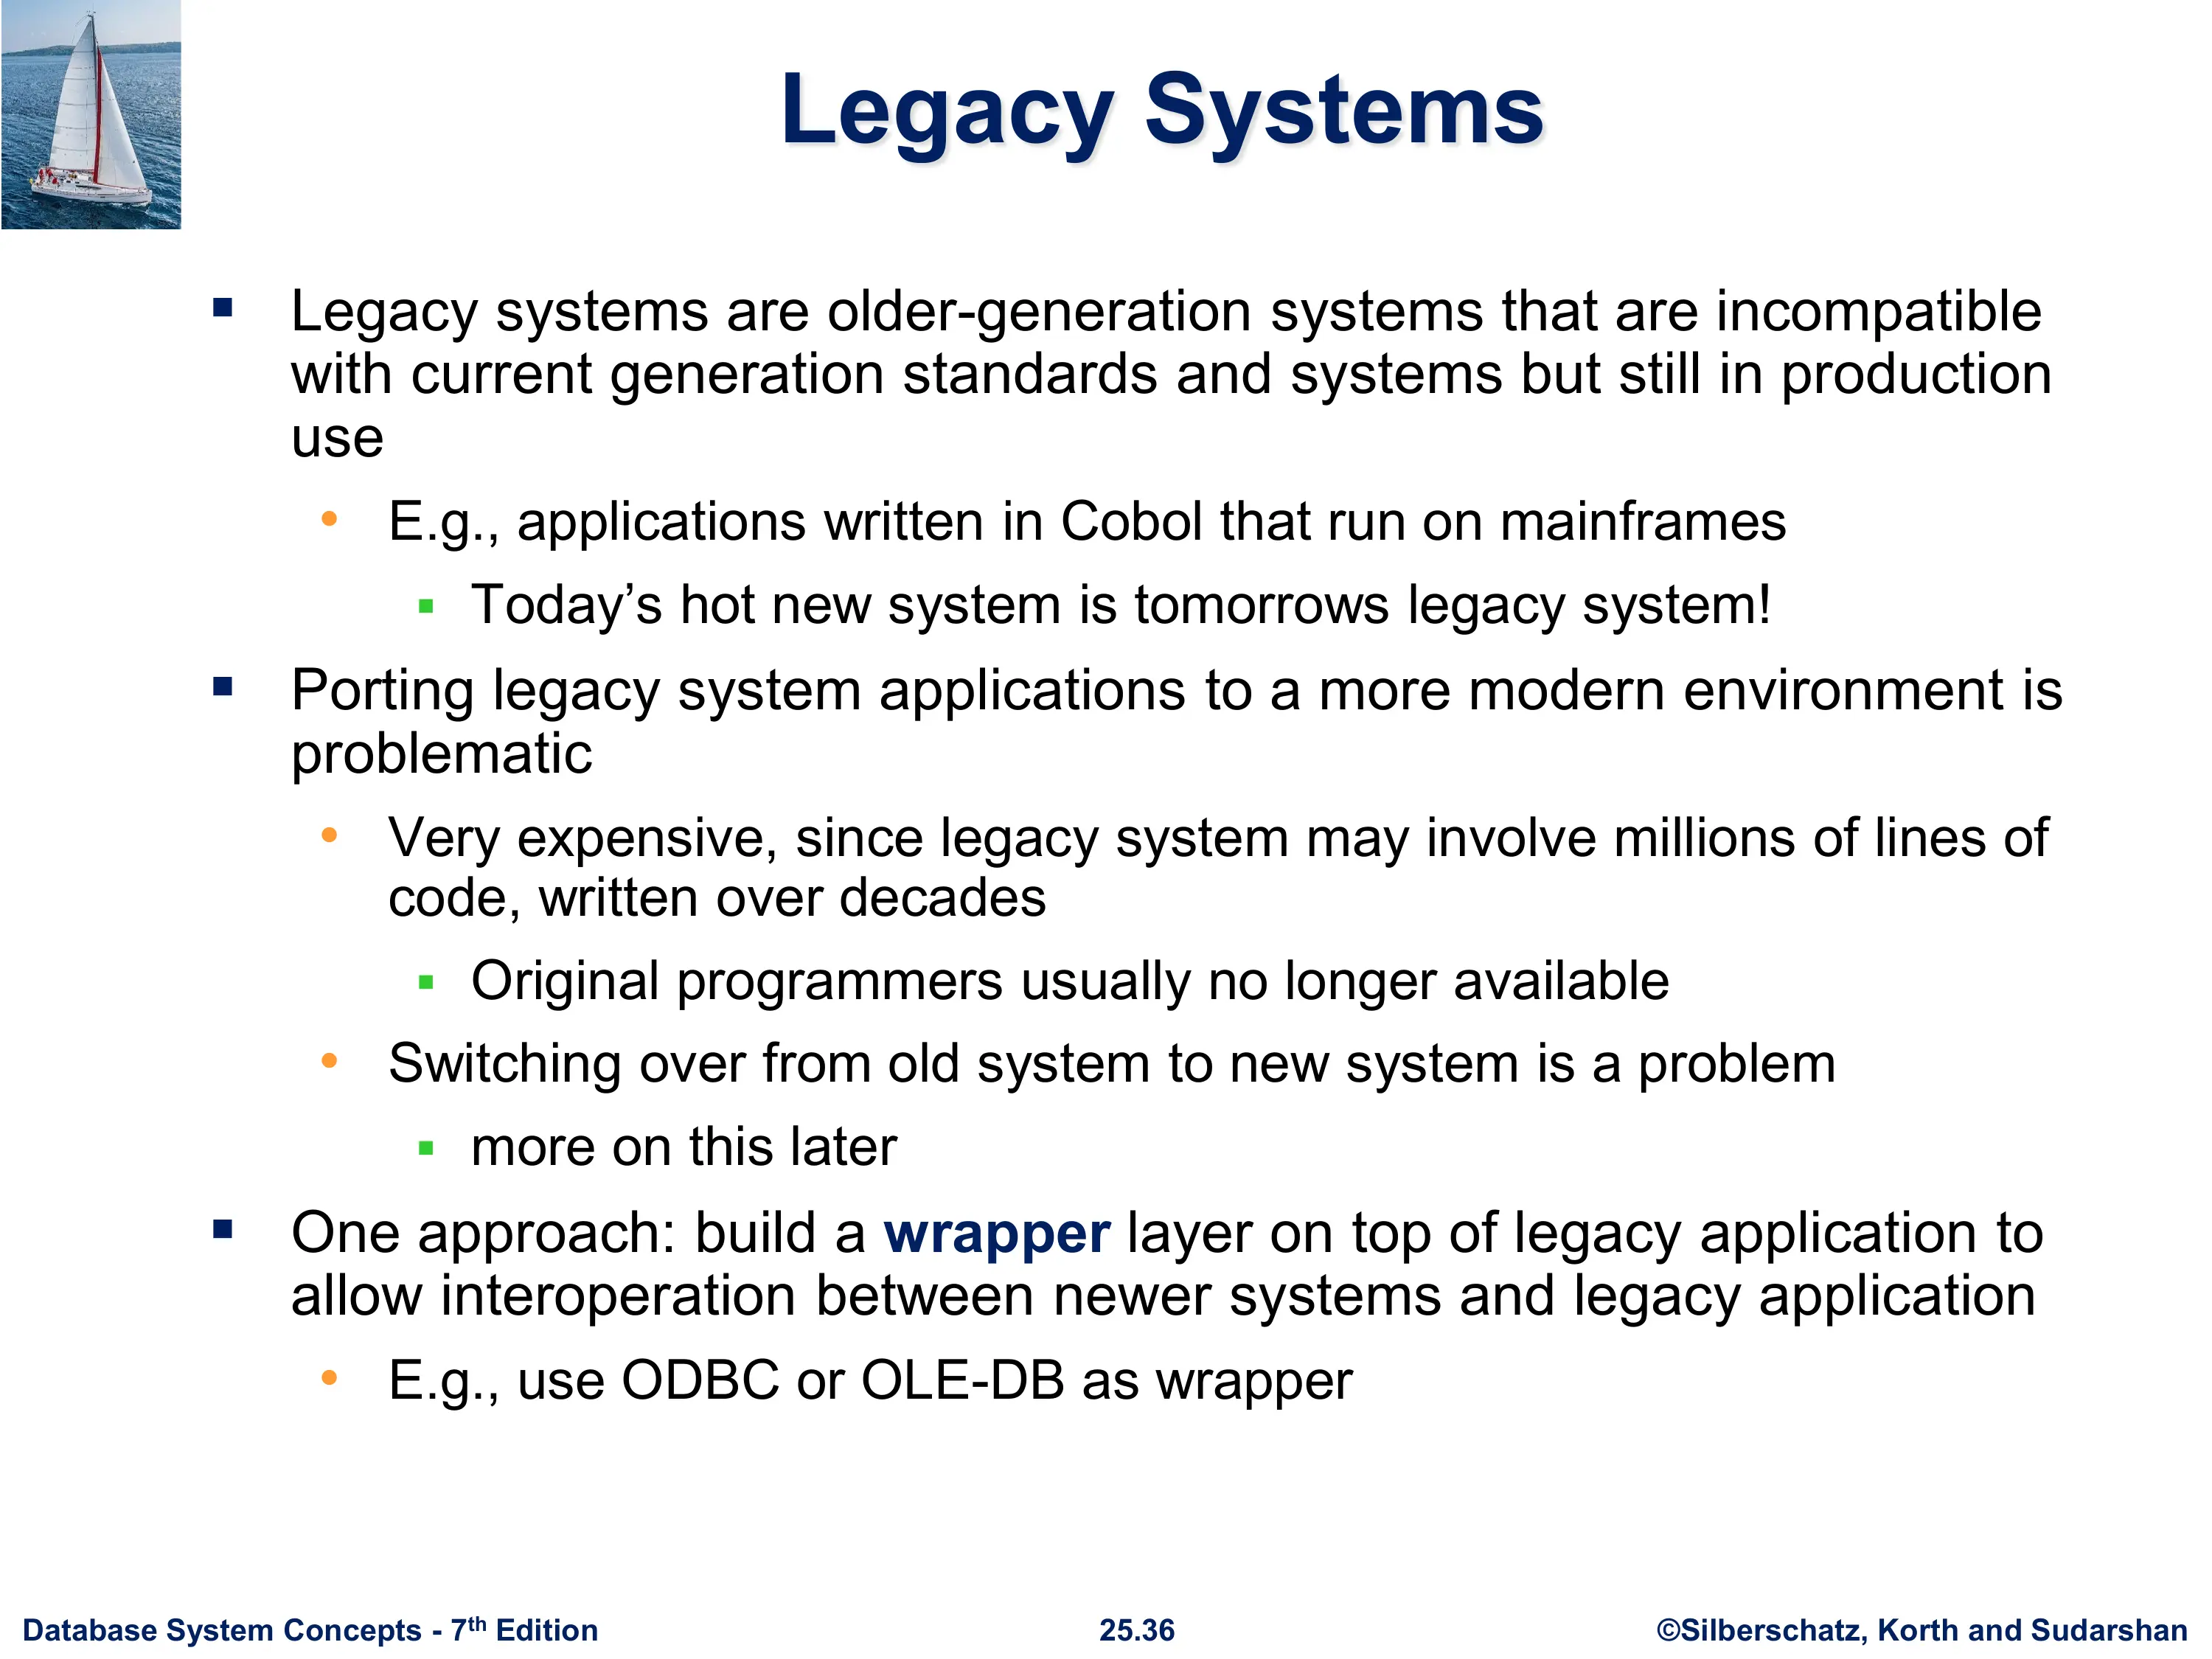 Legacy Systems
▪ Legacy systems are older-generation systems that are incompatible
with current generation standards and systems but still in production
use
• E.g., applications written in Cobol that run on mainframes
▪ Today’s hot new system is tomorrows legacy system!
▪ Porting legacy system applications to a more modern environment is
problematic
• Very expensive, since legacy system may involve millions of lines of
code, written over decades
▪ Original programmers usually no longer available
• Switching over from old system to new system is a problem
▪ more on this later
▪ One approach: build a wrapper layer on top of legacy application to
allow interoperation between newer systems and legacy application
• E.g., use ODBC or OLE-DB as wrapper
Database System Concepts - 7th Edition
25.36
©Silberschatz, Korth and Sudarshan